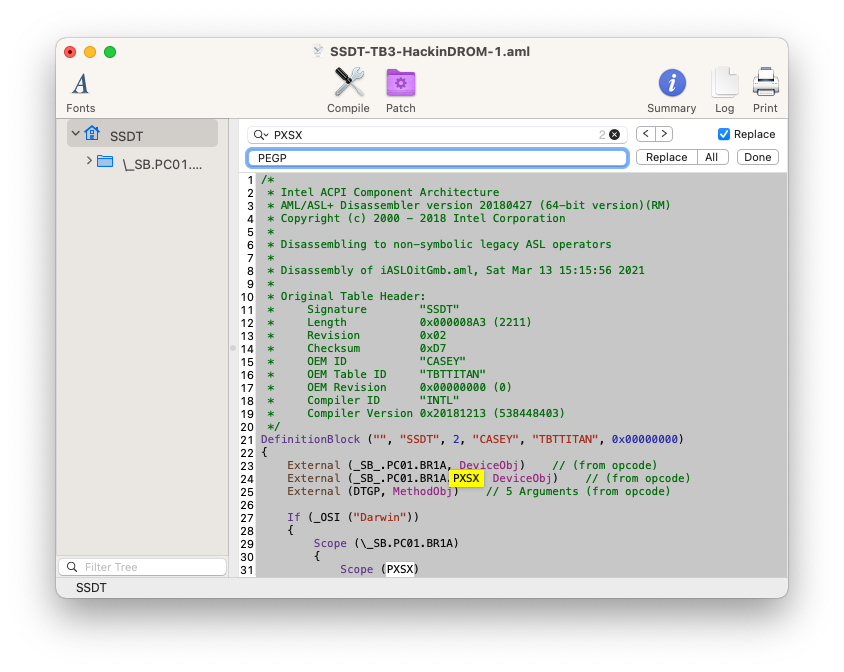 SSDT-TB3-HackinDROM-1.aml
Fonts
Compile
Patch
Summary
Log
Print
SSDT
\_SB.PC01....
PXSX
2
Replace
PEGP
Replace
All
Done
1 /*
2 * Intel ACPI Component Architecture
3 * AML/ASL+ Disassembler version 20180427 (64-bit version)(RM)
4 * Copyright (c) 2000 - 2018 Intel Corporation
5 *
6 * Disassembling to non-symbolic legacy ASL operators
7 *
8 * Disassembly of iASLOitGmb.aml, Sat Mar 13 15:15:56 2021
9 *
10 * Original Table Header:
11 *     Signature        "SSDT"
12 *     Length           0x000008A3 (2211)
13 *     Revision         0x02
14 *     Checksum         0xD7
15 *     OEM ID           "CASEY"
16 *     OEM Table ID     "TBTTITAN"
17 *     OEM Revision     0x00000000 (0)
18 *     Compiler ID      "INTL"
19 *     Compiler Version 0x20181213 (538448403)
20 */
21 DefinitionBlock ("", "SSDT", 2, "CASEY", "TBTTITAN", 0x00000000)
22 {
23     External (_SB_.PC01.BR1A, DeviceObj)    // (from opcode)
24     External (_SB_.PC01.BR1A.PXSX, DeviceObj)    // (from opcode)
25     External (DTGP, MethodObj)    // 5 Arguments (from opcode)
26
27     If (_OSI ("Darwin"))
28     {
29         Scope (\_SB.PC01.BR1A)
30         {
31             Scope (PXSX)
Filter Tree
SSDT